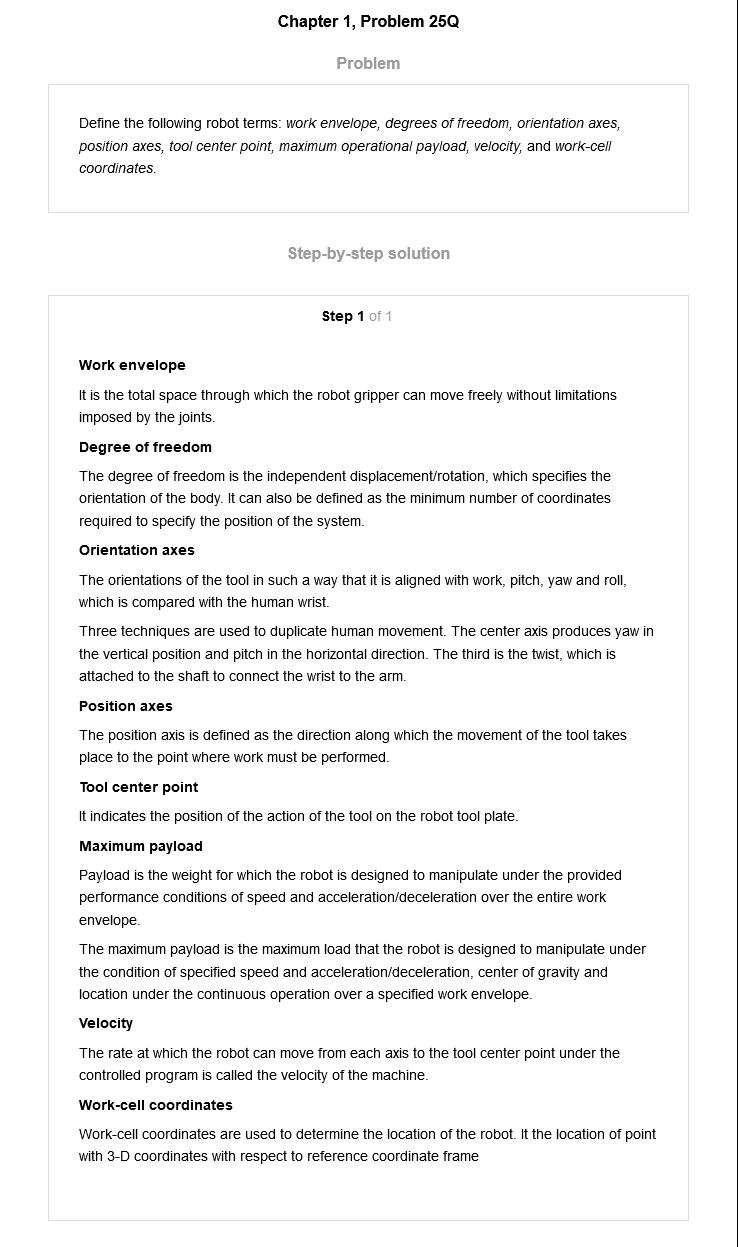 Chapter 1, Problem 25Q
Problem
Define the following robot terms: work envelope, degrees of freedom, orientation axes,
position axes, tool center point, maximum operational payload, velocity, and work-cell
coordinates.
Step-by-step solution
Step 1 of 1
Work envelope
It is the total space through which the robot gripper can move freely without limitations
imposed by the joints.
Degree of freedom
The degree of freedom is the independent displacement/rotation, which specifies the
orientation of the body. It can also be defined as the minimum number of coordinates
required to specify the position of the system.
Orientation axes
The orientations of the tool in such a way that it is aligned with work, pitch, yaw and roll,
which is compared with the human wrist.
Three techniques are used to duplicate human movement. The center axis produces yaw in
the vertical position and pitch in the horizontal direction. The third is the twist, which is
attached to the shaft to connect the wrist to the arm.
Position axes
The position axis is defined as the direction along which the movement of the tool takes
place to the point where work must be performed.
Tool center point
It indicates the position of the action of the tool on the robot tool plate.
Maximum payload
Payload is the weight for which the robot is designed to manipulate under the provided
performance conditions of speed and acceleration/deceleration over the entire work
envelope.
The maximum payload is the maximum load that the robot is designed to manipulate under
the condition of specified speed and acceleration/deceleration, center of gravity and
location under the continuous operation over a specified work envelope.
Velocity
The rate at which the robot can move from each axis to the tool center point under the
controlled program is called the velocity of the machine.
Work-cell coordinates
Work-cell coordinates are used to determine the location of the robot. It the location of point
with 3-D coordinates with respect to reference coordinate frame